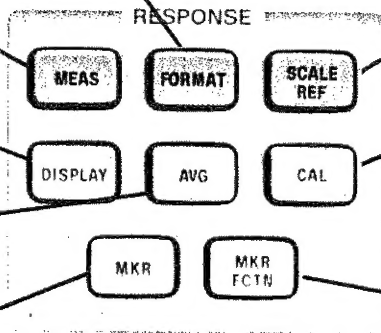 RESPONSE
MEAS
FORMAT
SCALE
REF
DISPLAY
AVG
CAL
MKR
MKR
FCTN